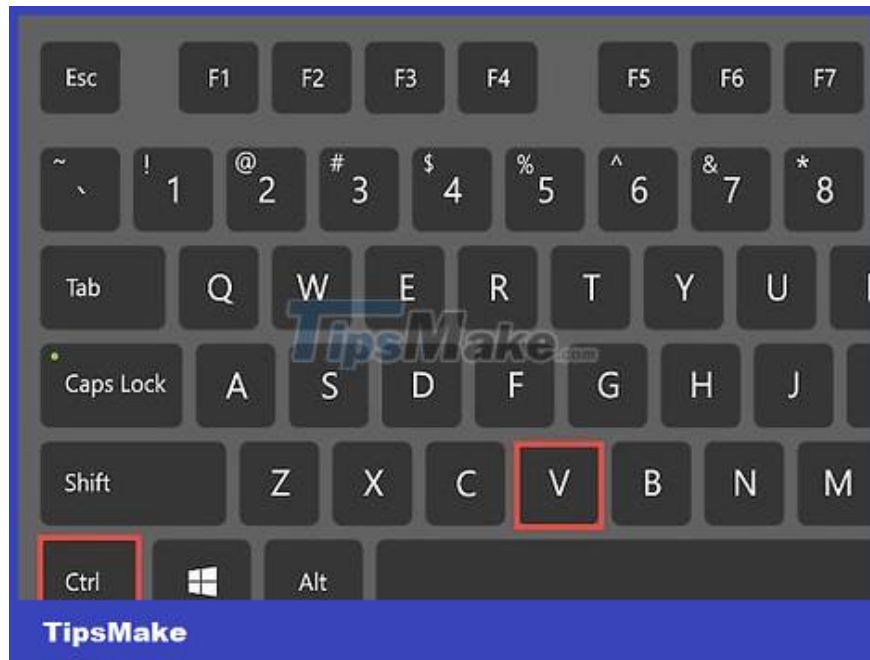 Esc F1 F2 F3 F4 F5 F6 F7
~ ` ! 1 @ 2 # 3 $ 4 % 5 ^ 6 & 7 * 8
Tab Q W E R T Y U
TipsMake.com
Caps Lock A S D F G H J
Shift Z X C V B N M
Ctrl Alt
TipsMake